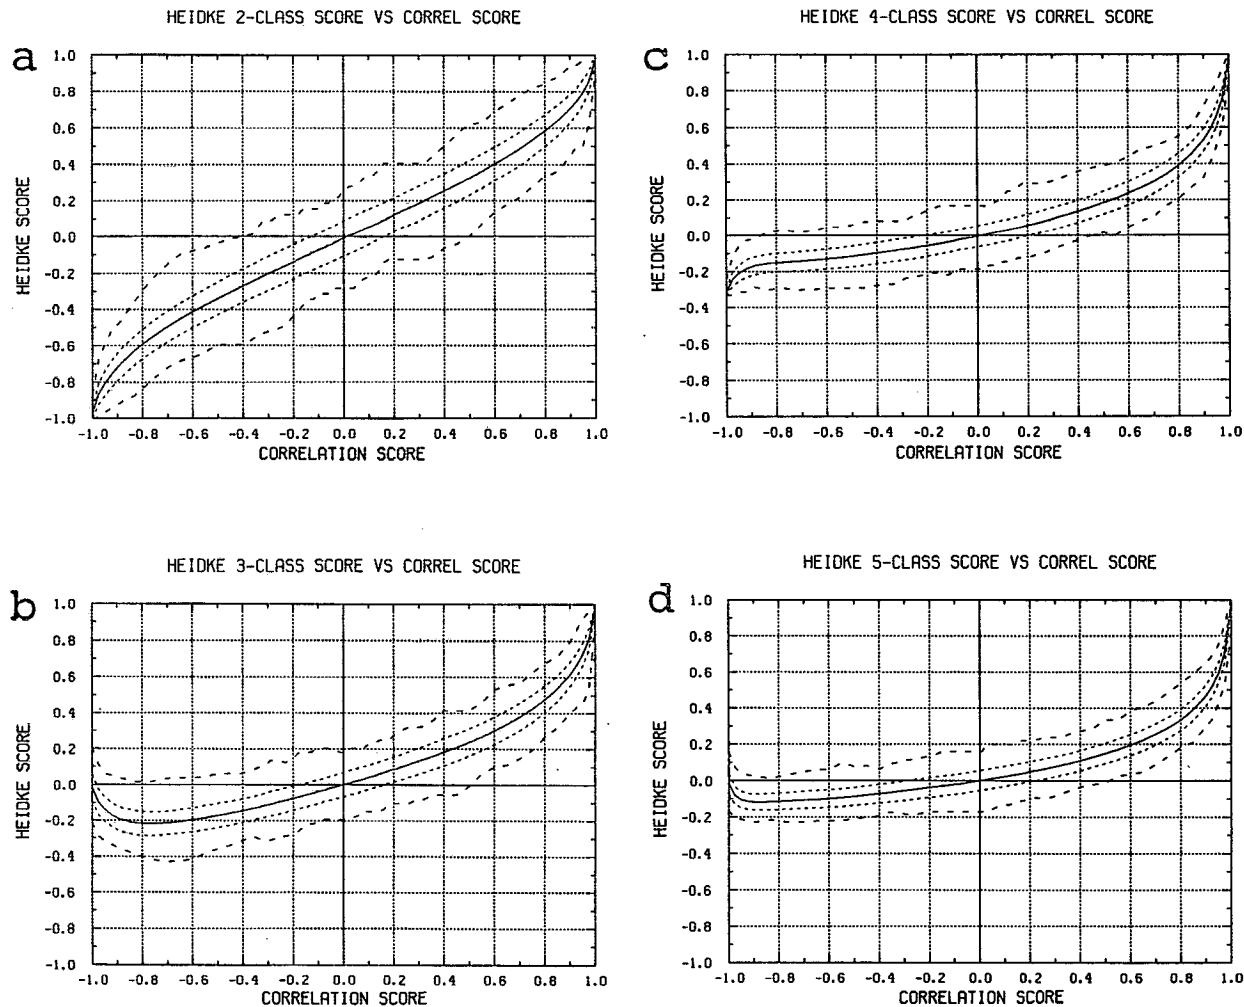 HEIDKE 2-CLASS SCORE VS CORREL SCORE
a
1.0
0.8
0.6
0.4
0.2
0.0
-0.2
-0.4
-0.6
-0.8
-1.0
HEIDKE SCORE
-1.0 -0.8 -0.6 -0.4 -0.2 0.0 0.2 0.4 0.6 0.8 1.0
CORRELATION SCORE
HEIDKE 3-CLASS SCORE VS CORREL SCORE
b
1.0
0.8
0.6
0.4
0.2
0.0
-0.2
-0.4
-0.6
-0.8
-1.0
HEIDKE SCORE
-1.0 -0.8 -0.6 -0.4 -0.2 0.0 0.2 0.4 0.6 0.8 1.0
CORRELATION SCORE
HEIDKE 4-CLASS SCORE VS CORREL SCORE
c
1.0
0.8
0.6
0.4
0.2
0.0
-0.2
-0.4
-0.6
-0.8
-1.0
HEIDKE SCORE
-1.0 -0.8 -0.6 -0.4 -0.2 0.0 0.2 0.4 0.6 0.8 1.0
CORRELATION SCORE
HEIDKE 5-CLASS SCORE VS CORREL SCORE
d
1.0
0.8
0.6
0.4
0.2
0.0
-0.2
-0.4
-0.6
-0.8
-1.0
HEIDKE SCORE
-1.0 -0.8 -0.6 -0.4 -0.2 0.0 0.2 0.4 0.6 0.8 1.0
CORRELATION SCORE